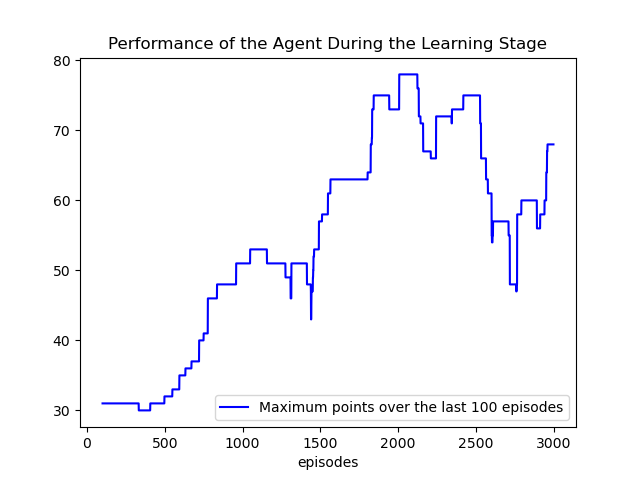 Performance of the Agent During the Learning Stage
80
70
60
50
40
30
Maximum points over the last 100 episodes
0 500 1000 1500 2000 2500 3000
episodes